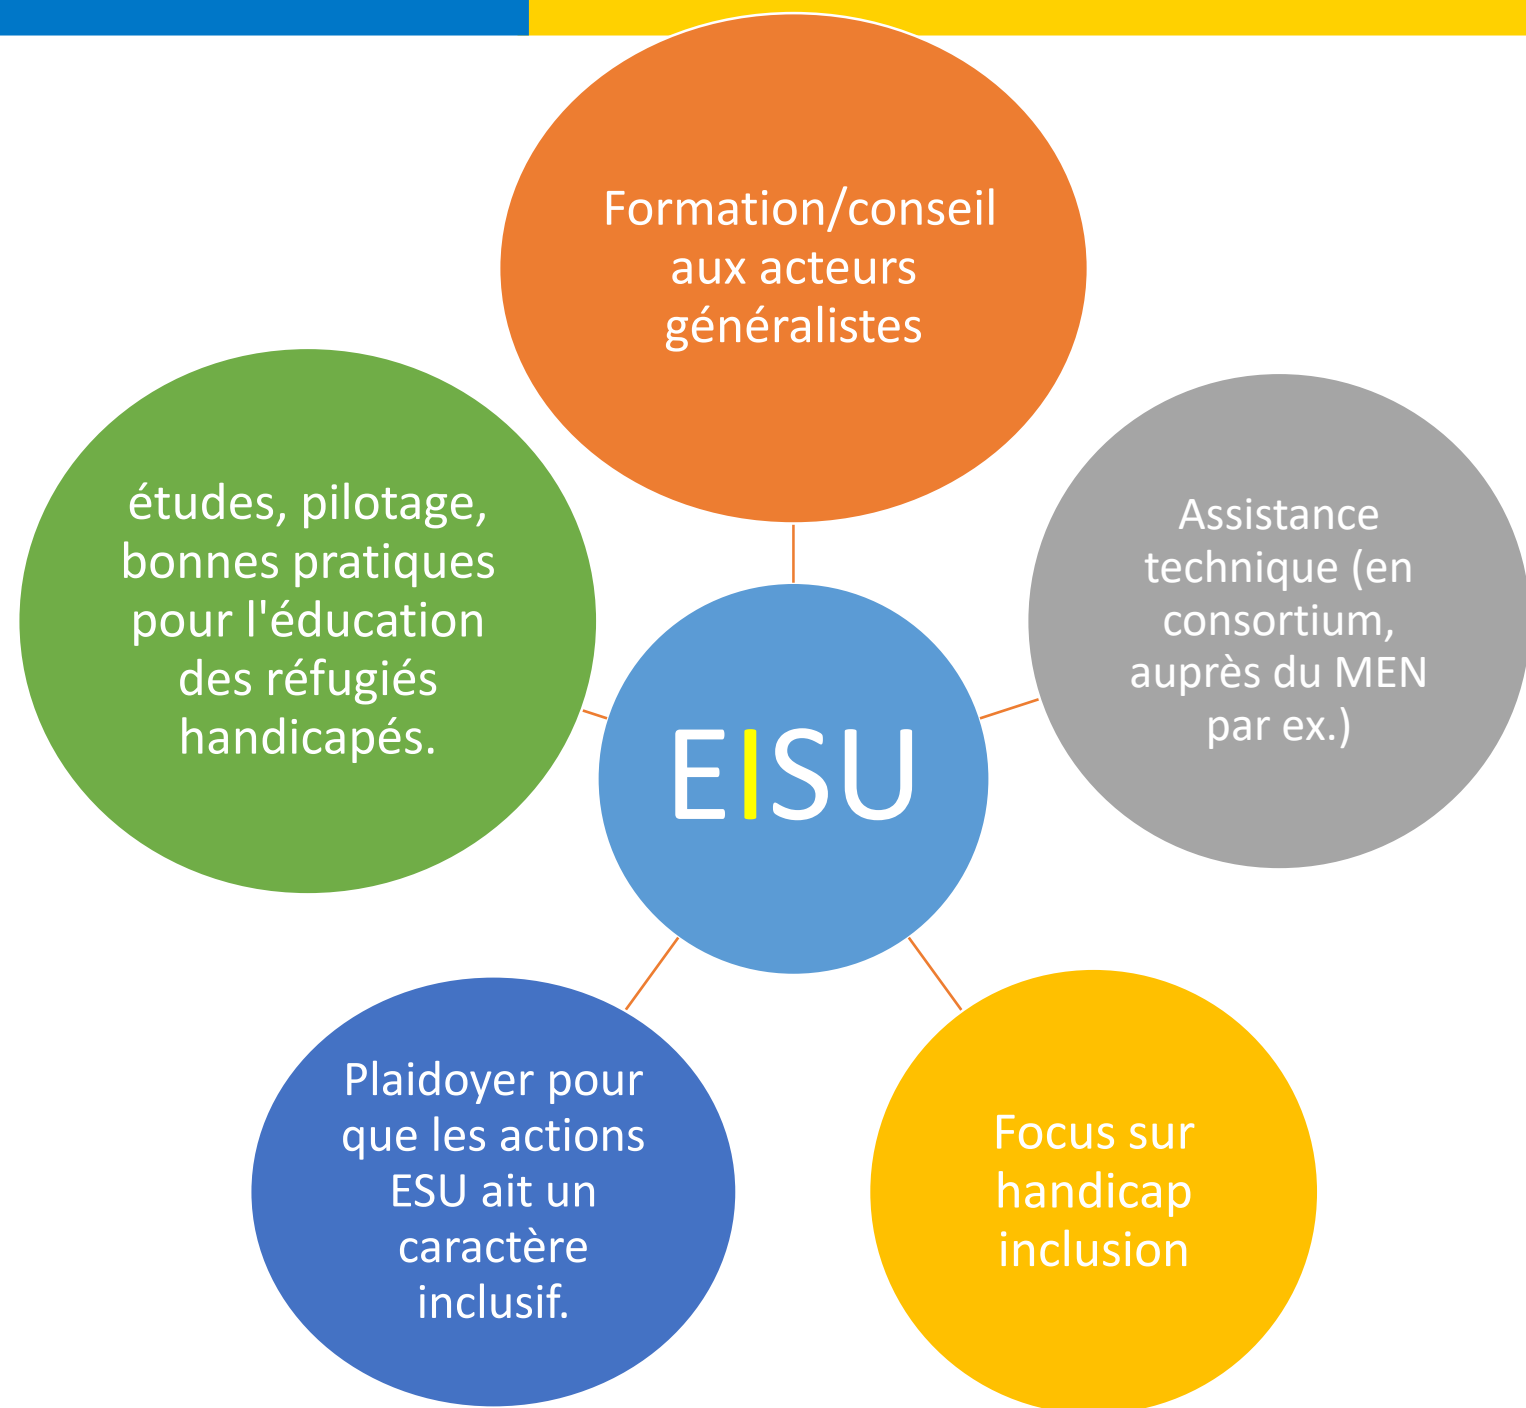 Formation/conseil
aux acteurs
généralistes
Assistance
technique (en
consortium,
auprès du MEN
par ex.)
Focus sur
handicap
inclusion
Plaidoyer pour
que les actions
ESU ait un
caractère
inclusif.
études, pilotage,
bonnes pratiques
pour l'éducation
des réfugiés
handicapés.
EISU